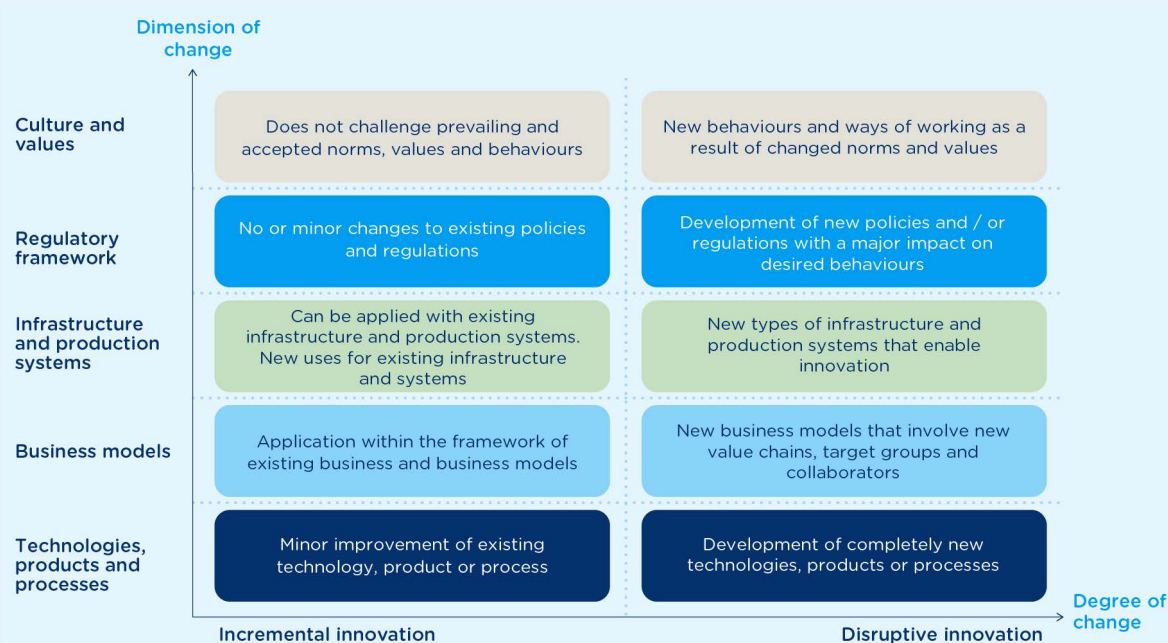 Dimension of
change
Culture and
values
Does not challenge prevailing and
accepted norms, values and behaviours
New behaviours and ways of working as a
result of changed norms and values
Regulatory
framework
No or minor changes to existing policies
and regulations
Development of new policies and / or
regulations with a major impact on
desired behaviours
Infrastructure
and production
systems
Can be applied with existing
infrastructure and production systems.
New uses for existing infrastructure
and systems
New types of infrastructure and
production systems that enable
innovation
Business models
Application within the framework of
existing business and business models
New business models that involve new
value chains, target groups and
collaborators
Technologies,
products and
processes
Minor improvement of existing
technology, product or process
Development of completely new
technologies, products or processes
Degree of
change
Incremental innovation
Disruptive innovation